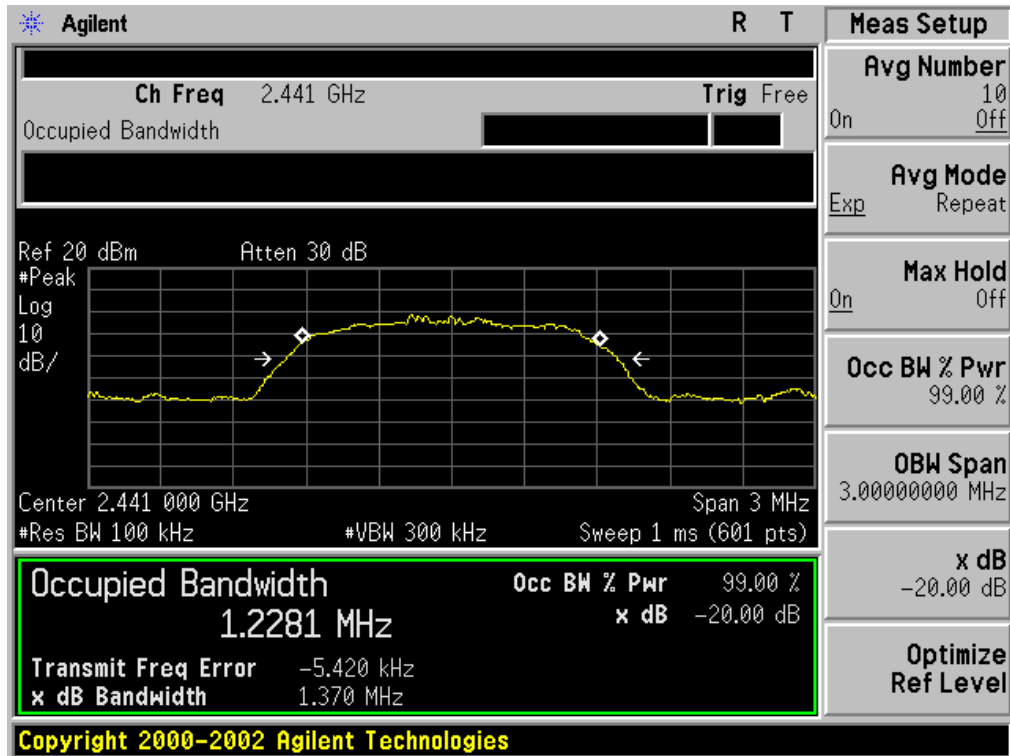 Agilent R T
Ch Freq 2.441 GHz Trig Free
Occupied Bandwidth
Ref 20 dBm Atten 30 dB
#Peak
Log
10
dB/
Center 2.441 000 GHz Span 3 MHz
#Res BW 100 kHz #VBW 300 kHz Sweep 1 ms (601 pts)
Occupied Bandwidth Occ BW % Pwr 99.00 %
1.2281 MHz x dB -20.00 dB
Transmit Freq Error -5.420 kHz
x dB Bandwidth 1.370 MHz
Copyright 2000-2002 Agilent Technologies
Meas Setup
Avg Number
10
On Off
Avg Mode
Exp Repeat
Max Hold
On Off
Occ BW % Pwr
99.00 %
OBW Span
3.00000000 MHz
x dB
-20.00 dB
Optimize
Ref Level